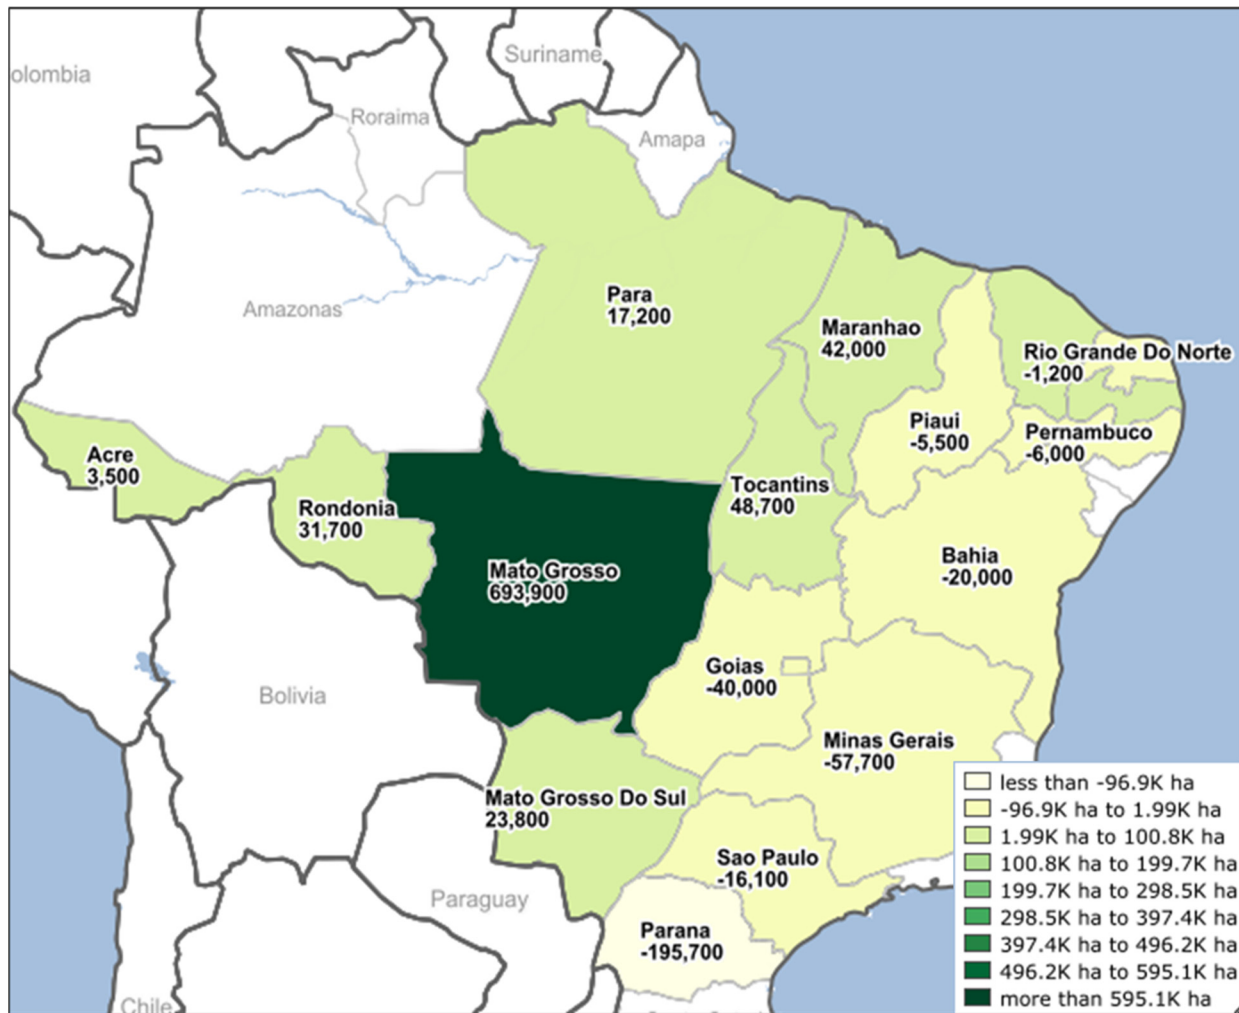 Suriname
olombia
Roraima
Amapa
Para
17,200
Amazonas
Maranhao
42,000
Rio Grande Do Norte
-1,200
Piaui
-5,500
Pernambuco
-6,000
Acre
3,500
Tocantins
48,700
Rondonia
31,700
Bahia
-20,000
Mato Grosso
693,900
Goias
-40,000
Bolivia
Minas Gerais
-57,700
Mato Grosso Do Sul
23,800
Sao Paulo
-16,100
Paraguay
Parana
-195,700
Chile
less than -96.9K ha
-96.9K ha to 1.99K ha
1.99K ha to 100.8K ha
100.8K ha to 199.7K ha
199.7K ha to 298.5K ha
298.5K ha to 397.4K ha
397.4K ha to 496.2K ha
496.2K ha to 595.1K ha
more than 595.1K ha